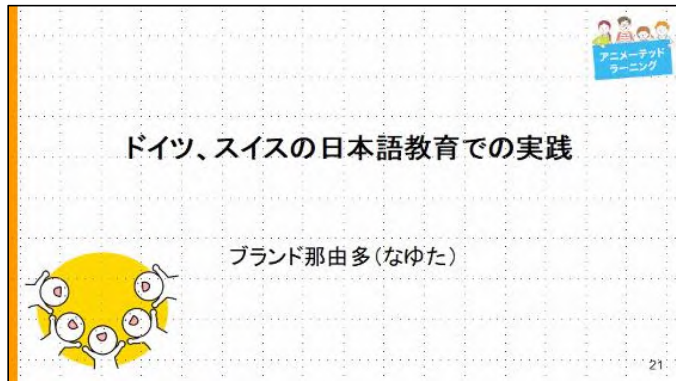 アニメーテッド
ラーニング
ドイツ、スイスの日本語教育での実践
ブランド那由多(なゆた)
21